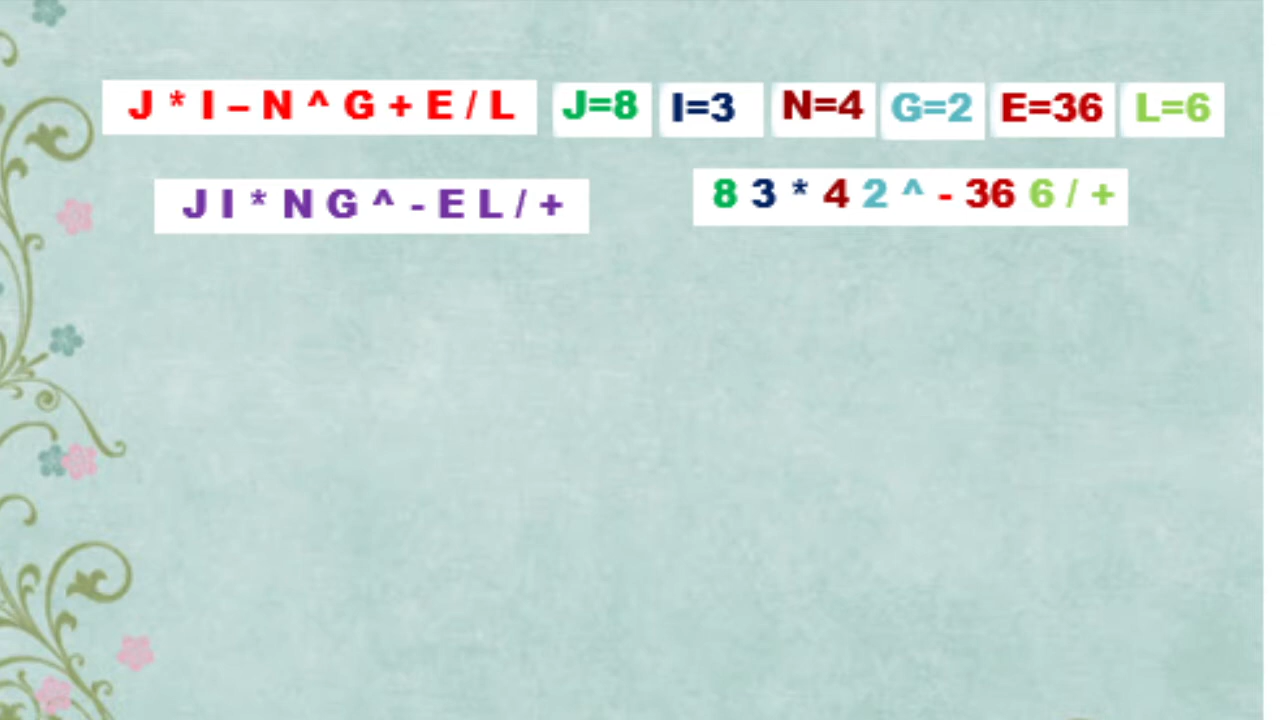 J * I – N ^ G + E / L J=8 I=3 N=4 G=2 E=36 L=6
J I * N G ^ - E L / + 8 3 * 4 2 ^ - 36 6 / +